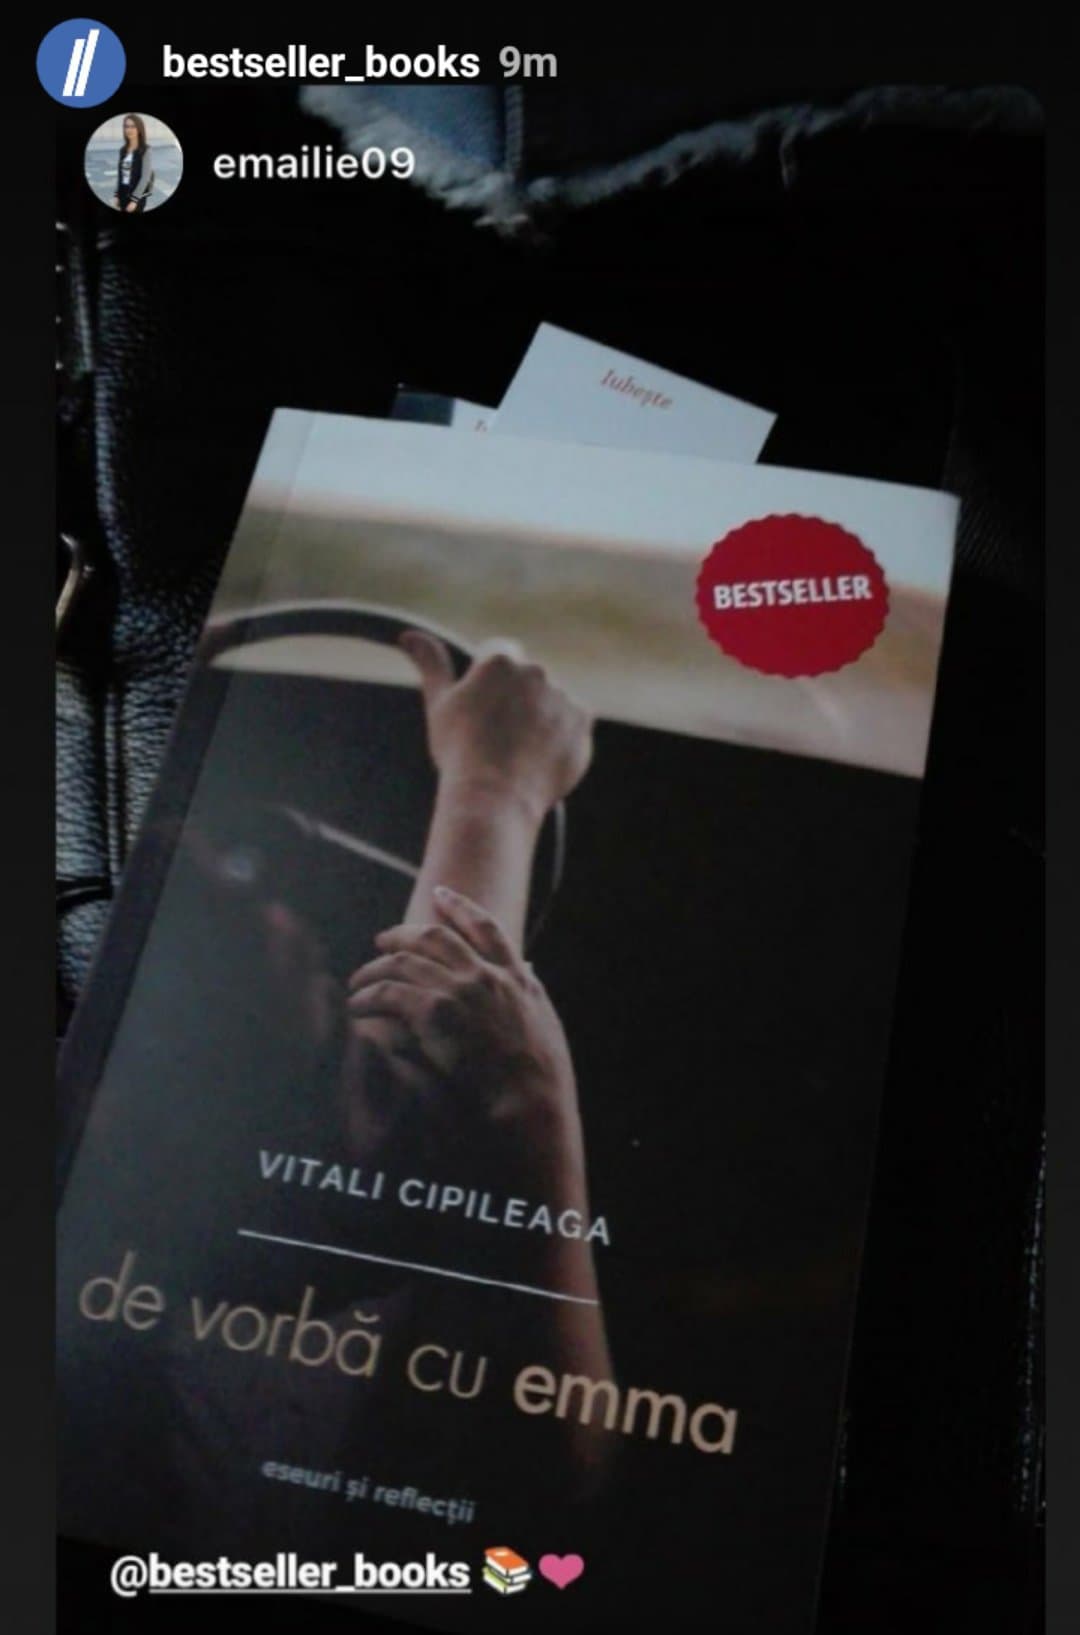 bestseller_books 9m
emailie09
Iubește
BESTSELLER
VITALI CIPILEAGA
de vorbă cu emma
eseuri și reflecții
@bestseller_books